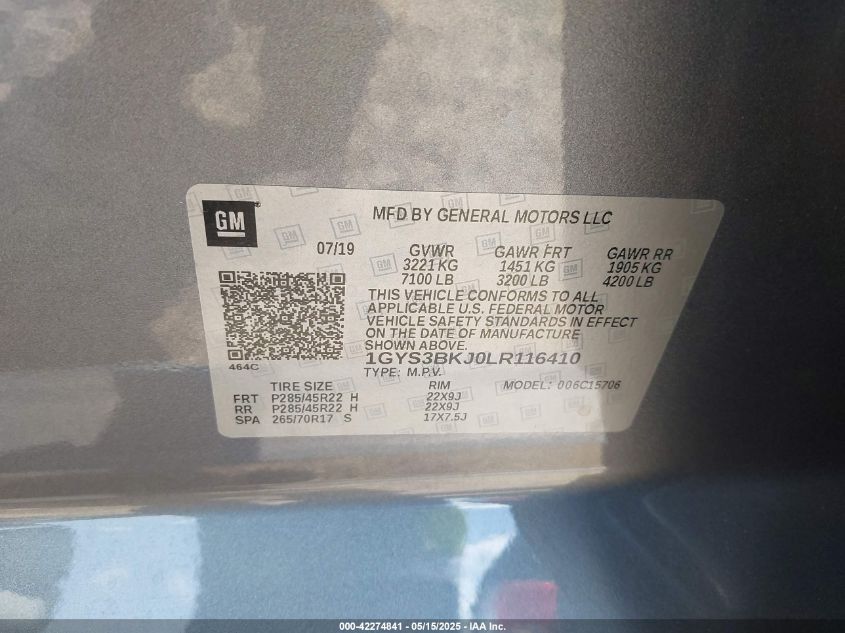 GM
MFD BY GENERAL MOTORS LLC
07/19 GVWR GAWR FRT GAWR RR
3221 KG 1451 KG 1905 KG
7100 LB 3200 LB 4200 LB
THIS VEHICLE CONFORMS TO ALL
APPLICABLE U.S. FEDERAL MOTOR
VEHICLE SAFETY STANDARDS IN EFFECT
ON THE DATE OF MANUFACTURE
SHOWN ABOVE.
464C
1GYS3BKJ0LR116410
TYPE: M.P.V.
TIRE SIZE RIM MODEL: 006C15706
FRT P285/45R22 H 22X9J
RR P285/45R22 H 22X9J
SPA 265/70R17 S 17X7.5J
000-42274841 - 05/15/2025 - IAA Inc.